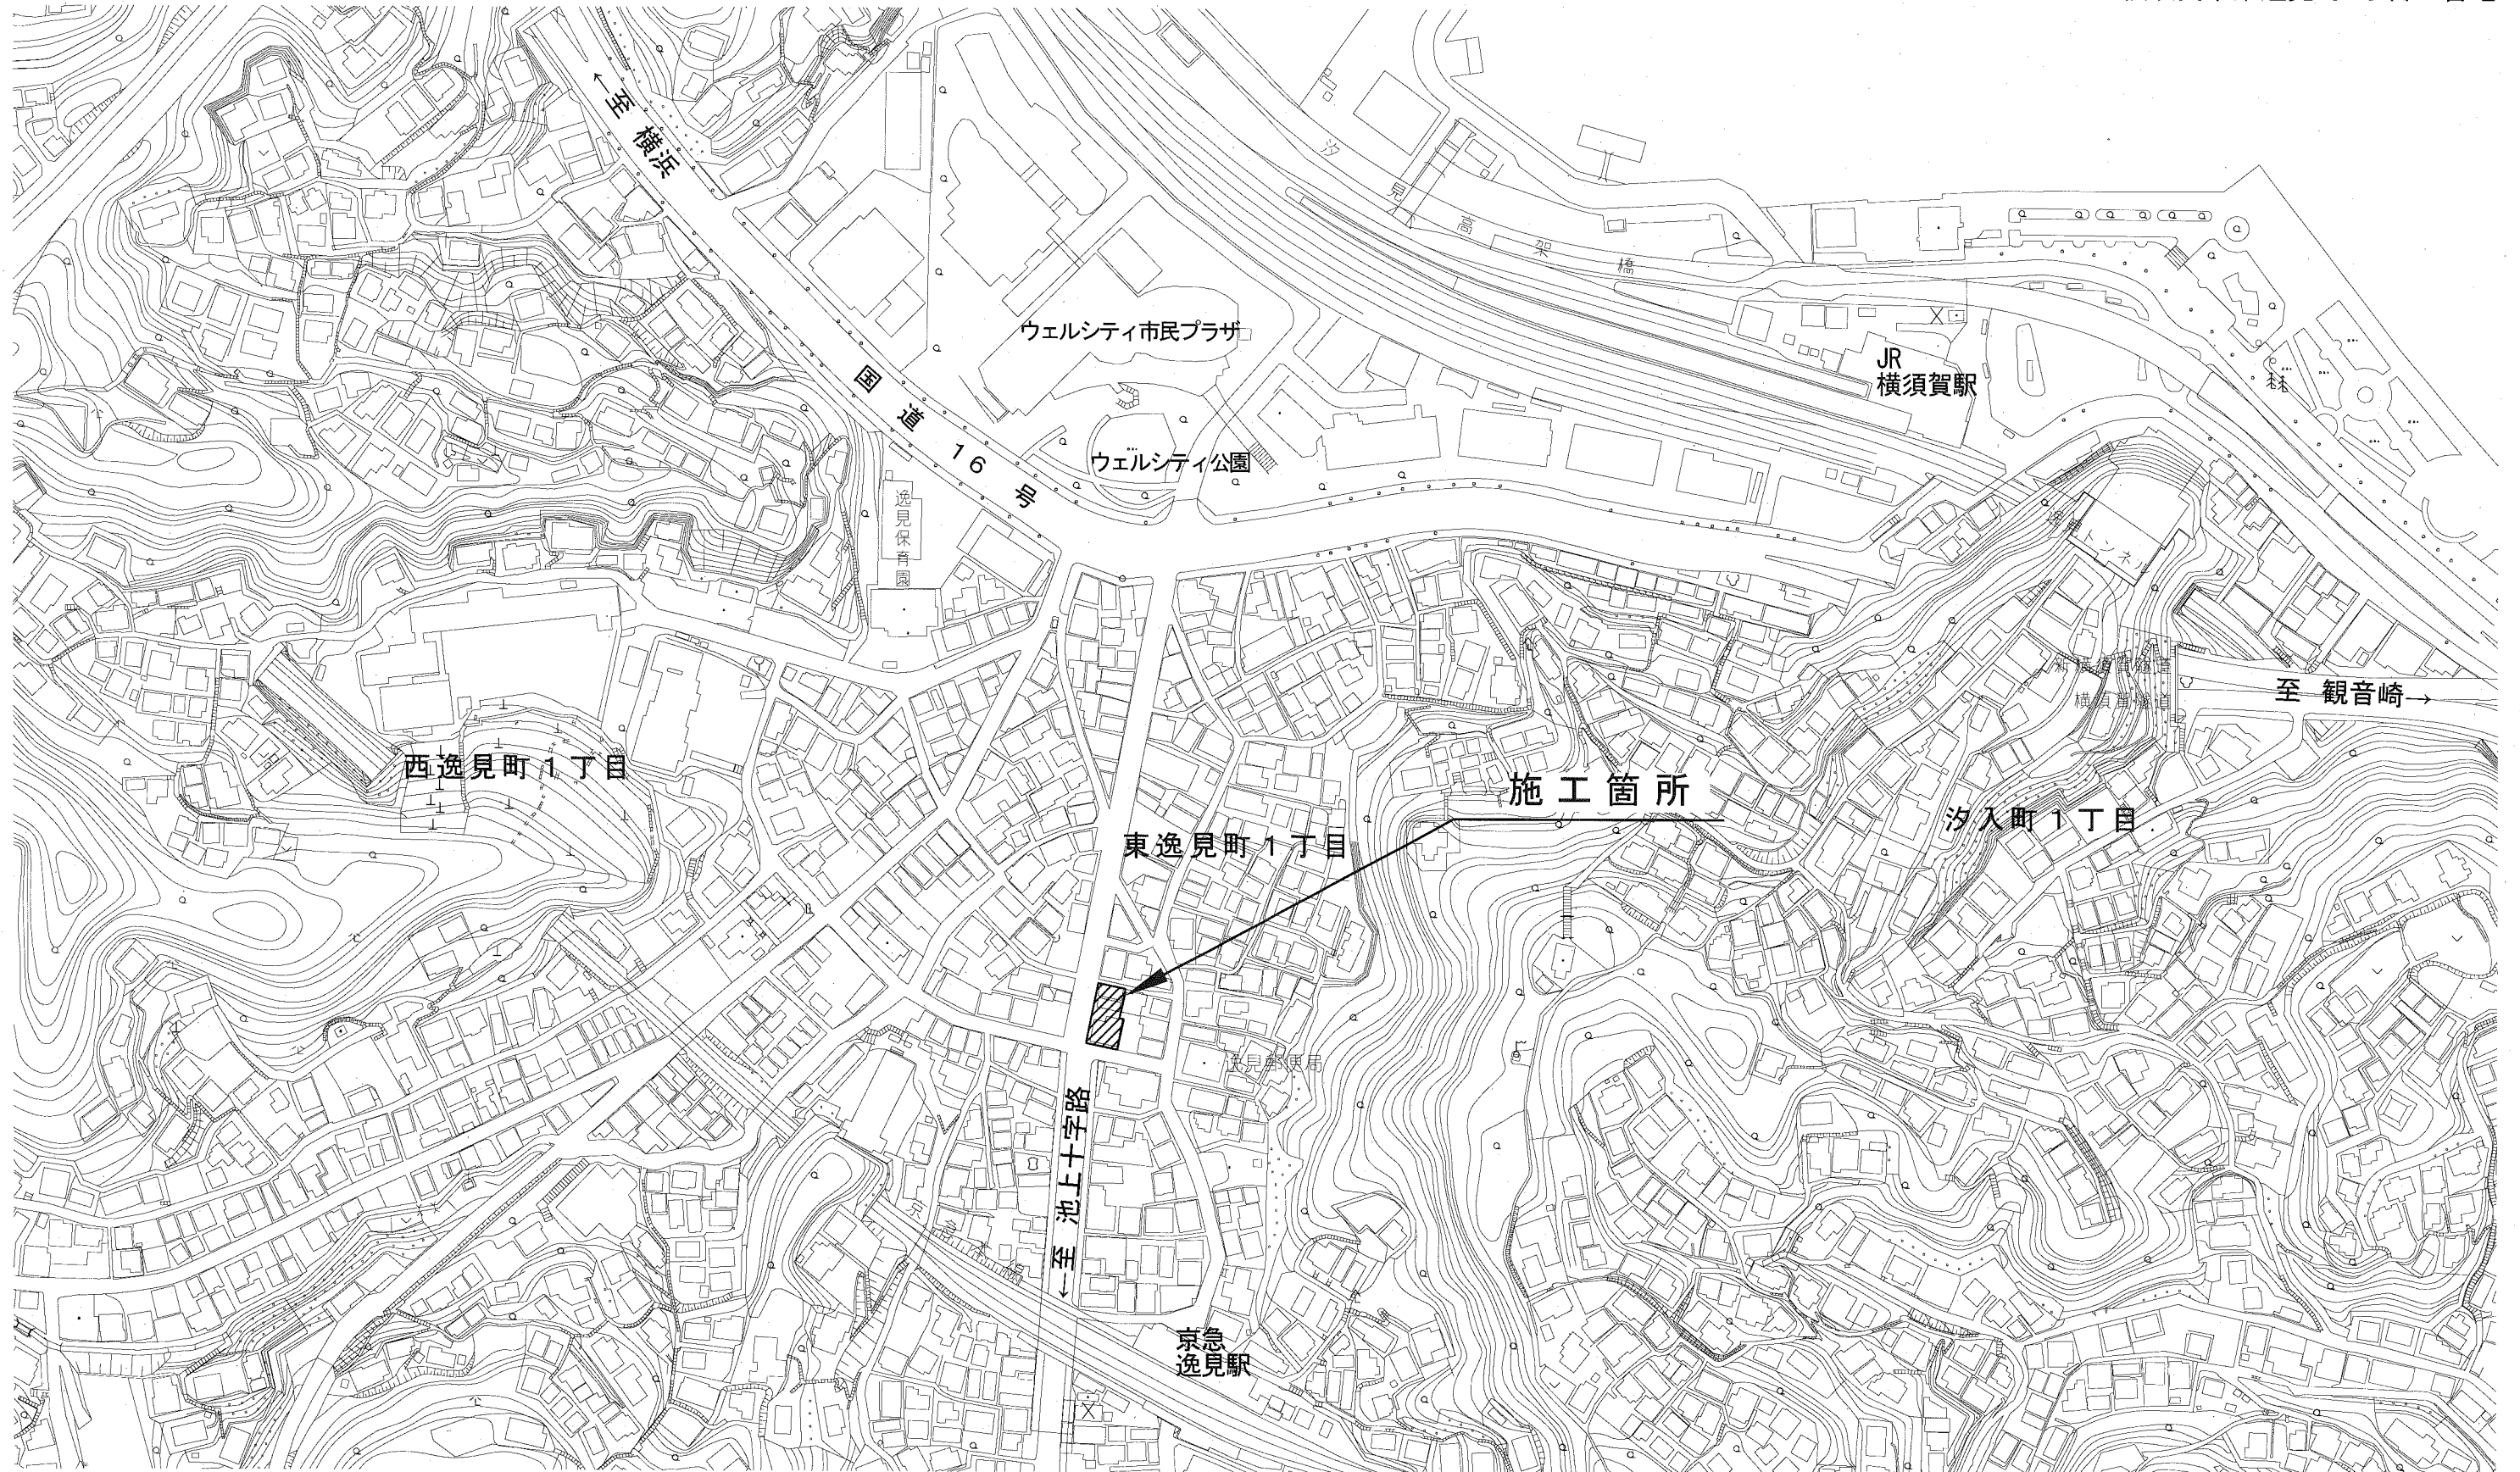 ←至 横浜
汐見高架橋
ウェルシティ市民プラザ
JR
横須賀駅
国道16号
ウェルシティ公園
逸見保育園
至 観音崎→
西逸見町1丁目
施工箇所
東逸見町1丁目
汐入町1丁目
逸見郵便局
←至 池上十字路
京急
逸見駅